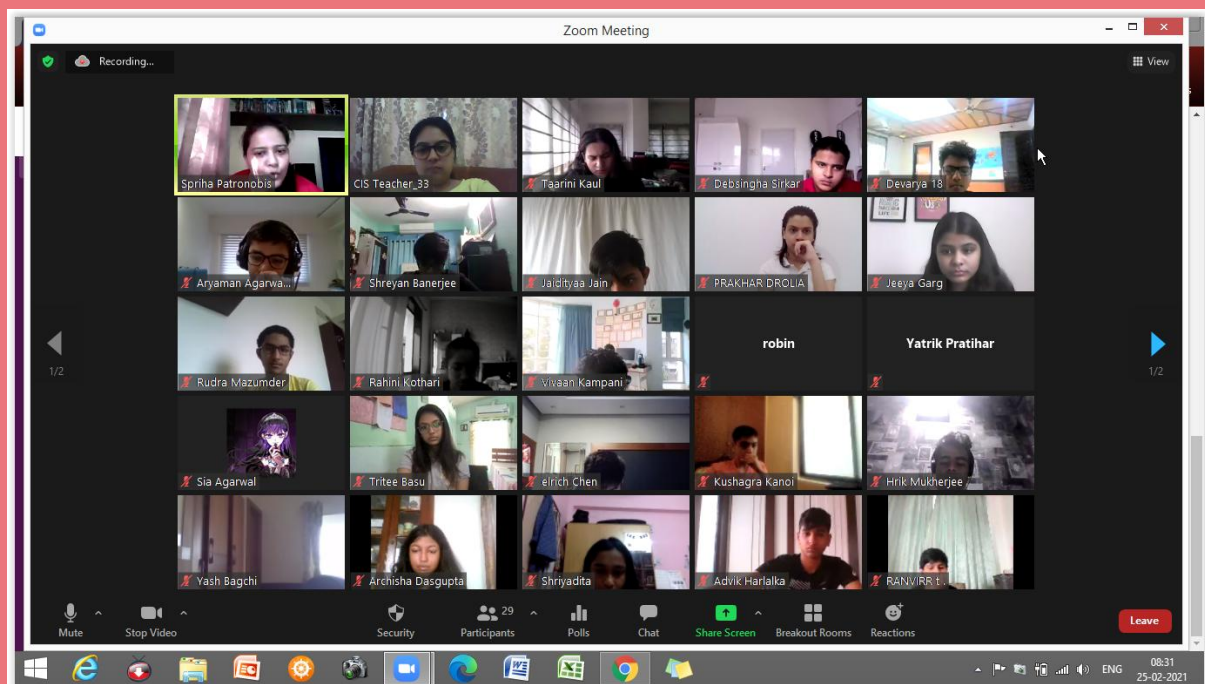 Zoom Meeting
Recording...
View
Spriha Patronobis
CIS Teacher_33
Taarini Kaul
Debsingha Sirkar
Devarya 18
Aryaman Agarwa...
Shreyan Banerjee
Jaidityaa Jain
PRAKHAR DROLIA
Jeeya Garg
Rudra Mazumder
Rahini Kothari
Vivaan Kampani
robin
Yatrik Pratihar
1/2
1/2
Sia Agarwal
Tritee Basu
elrich Chen
Kushagra Kanoi
Hrik Mukherjee
Yash Bagchi
Archisha Dasgupta
Shriyadita
Advik Harlalka
RANVIRR t .
Mute
Stop Video
Security
29
Participants
Polls
Chat
Share Screen
Breakout Rooms
Reactions
Leave
ENG
08:31
25-02-2021